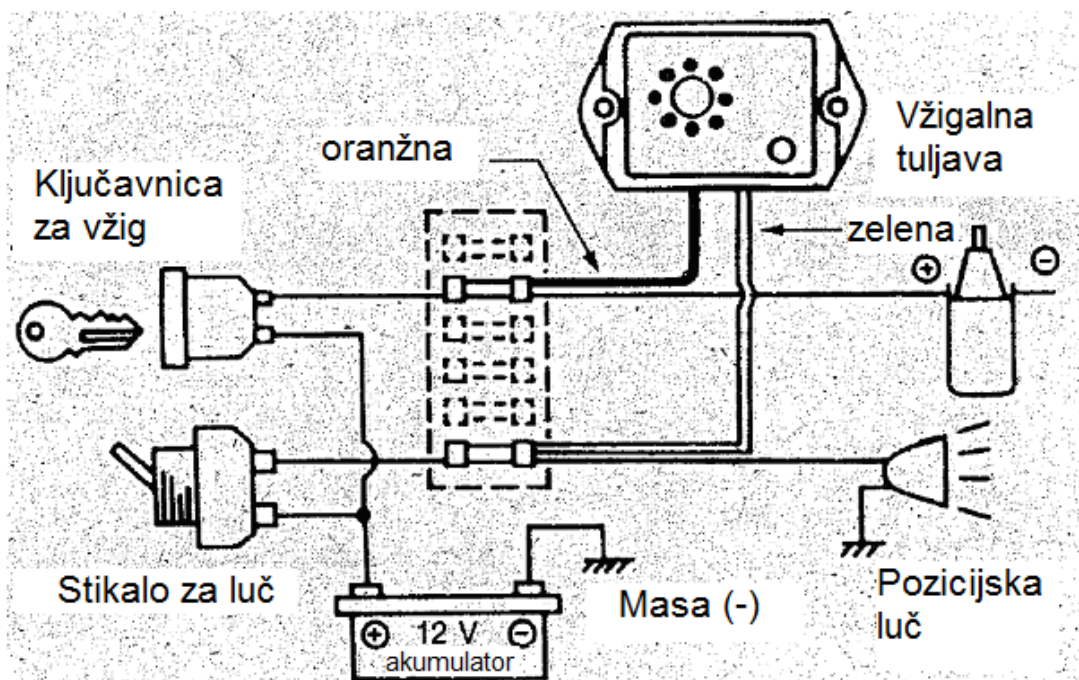 oranžna
Vžigalna
tuljava
Ključavnica
za vžig
zelena
+ -
Stikalo za luč
Masa (-)
Pozicijska
luč
+ 12 V -
akumulator